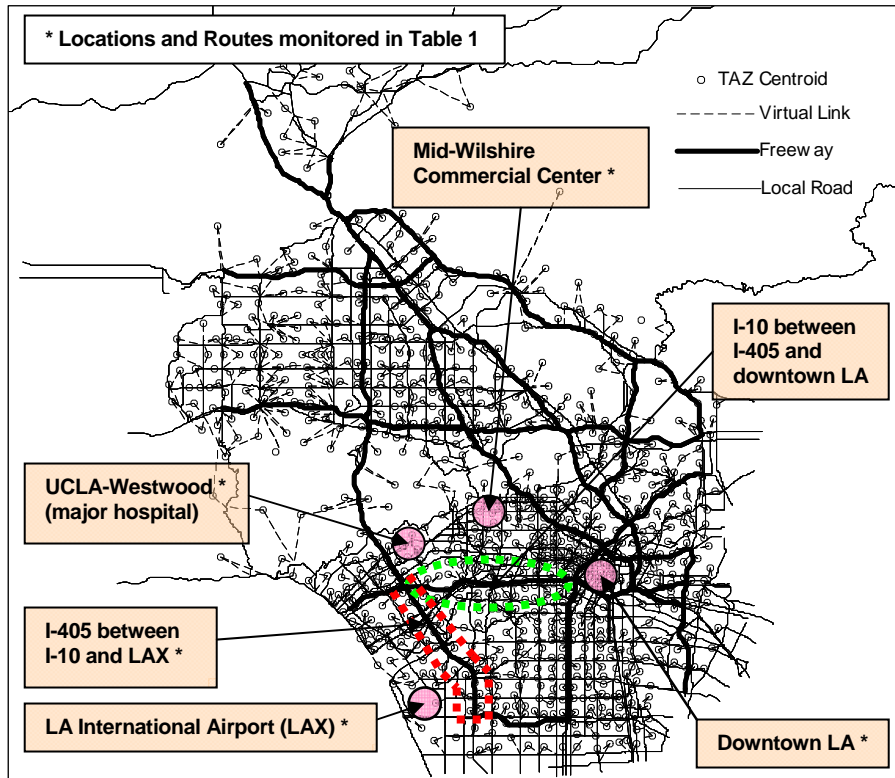 * Locations and Routes monitored in Table 1
TAZ Centroid
Virtual Link
Freew ay
Local Road
Mid-Wilshire
Commercial Center *
I-10 between
I-405 and
downtown LA
UCLA-Westwood *
(major hospital)
I-405 between
I-10 and LAX *
LA International Airport (LAX) *
Downtown LA *